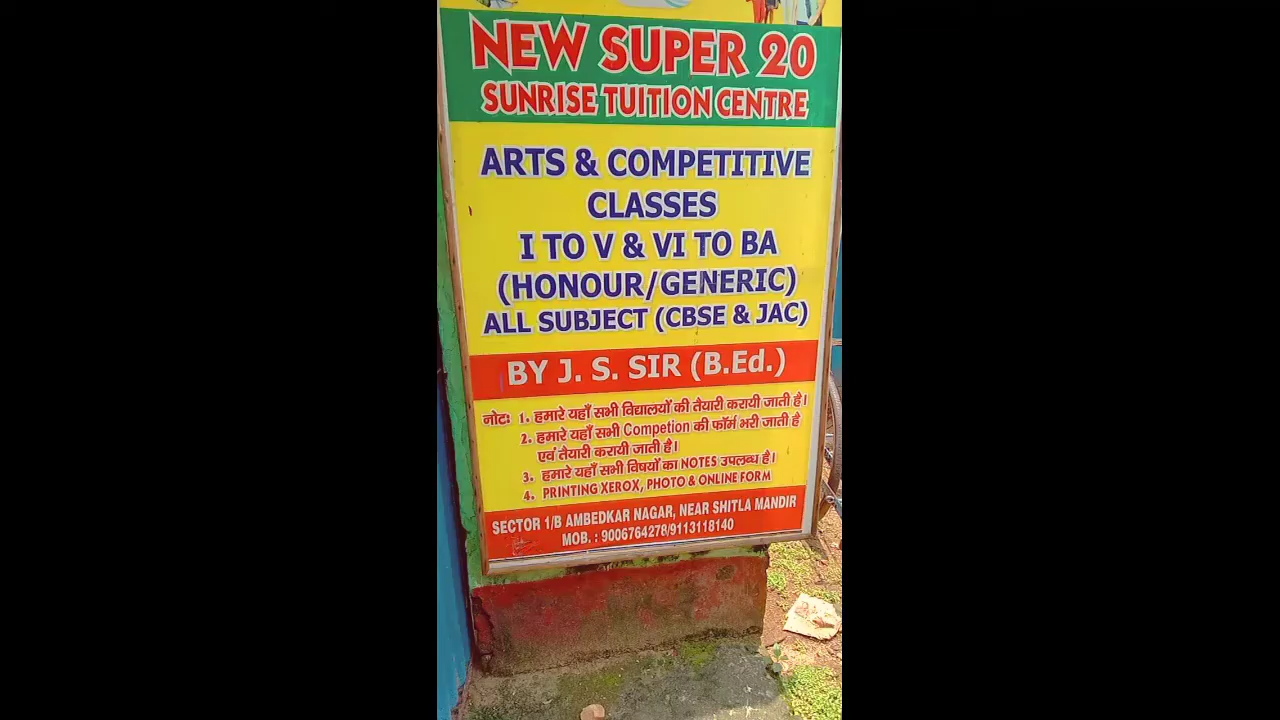 NEW SUPER 20
SUNRISE TUITION CENTRE
ARTS & COMPETITIVE
CLASSES
I TO V & VI TO BA
(HONOUR/GENERIC)
ALL SUBJECT (CBSE & JAC)
BY J. S. SIR (B.Ed.)
नोटः 1. हमारे यहाँ सभी विद्यालयों की तैयारी करायी जाती है।
2. हमारे यहाँ सभी Competion की फॉर्म भरी जाती है
एवं तैयारी करायी जाती है।
3. हमारे यहाँ सभी विषयों का NOTES उपलब्ध है।
4. PRINTING XEROX, PHOTO & ONLINE FORM
SECTOR 1/B AMBEDKAR NAGAR, NEAR SHITLA MANDIR
MOB. : 9006764278/9113118140